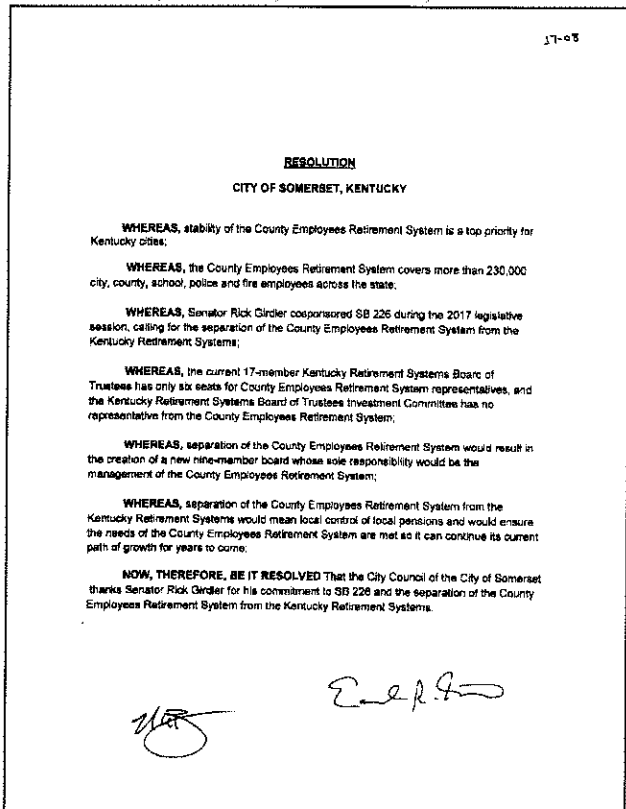 17-08
RESOLUTION
CITY OF SOMERSET, KENTUCKY
WHEREAS, stability of the County Employees Retirement System is a top priority for
Kentucky cities;
WHEREAS, the County Employees Retirement System covers more than 230,000
city, county, school, police and fire employees across the state;
WHEREAS, Senator Rick Girdler cosponsored SB 226 during the 2017 legislative
session, calling for the separation of the County Employees Retirement System from the
Kentucky Retirement Systems;
WHEREAS, the current 17-member Kentucky Retirement Systems Board of
Trustees has only six seats for County Employees Retirement System representatives, and
the Kentucky Retirement Systems Board of Trustees Investment Committee has no
representative from the County Employees Retirement System;
WHEREAS, separation of the County Employees Retirement System would result in
the creation of a new nine-member board whose sole responsibility would be the
management of the County Employees Retirement System;
WHEREAS, separation of the County Employees Retirement System from the
Kentucky Retirement Systems would mean local control of local pensions and would ensure
the needs of the County Employees Retirement System are met so it can continue its current
path of growth for years to come;
NOW, THEREFORE, BE IT RESOLVED That the City Council of the City of Somerset
thanks Senator Rick Girdler for his commitment to SB 226 and the separation of the County
Employees Retirement System from the Kentucky Retirement Systems.